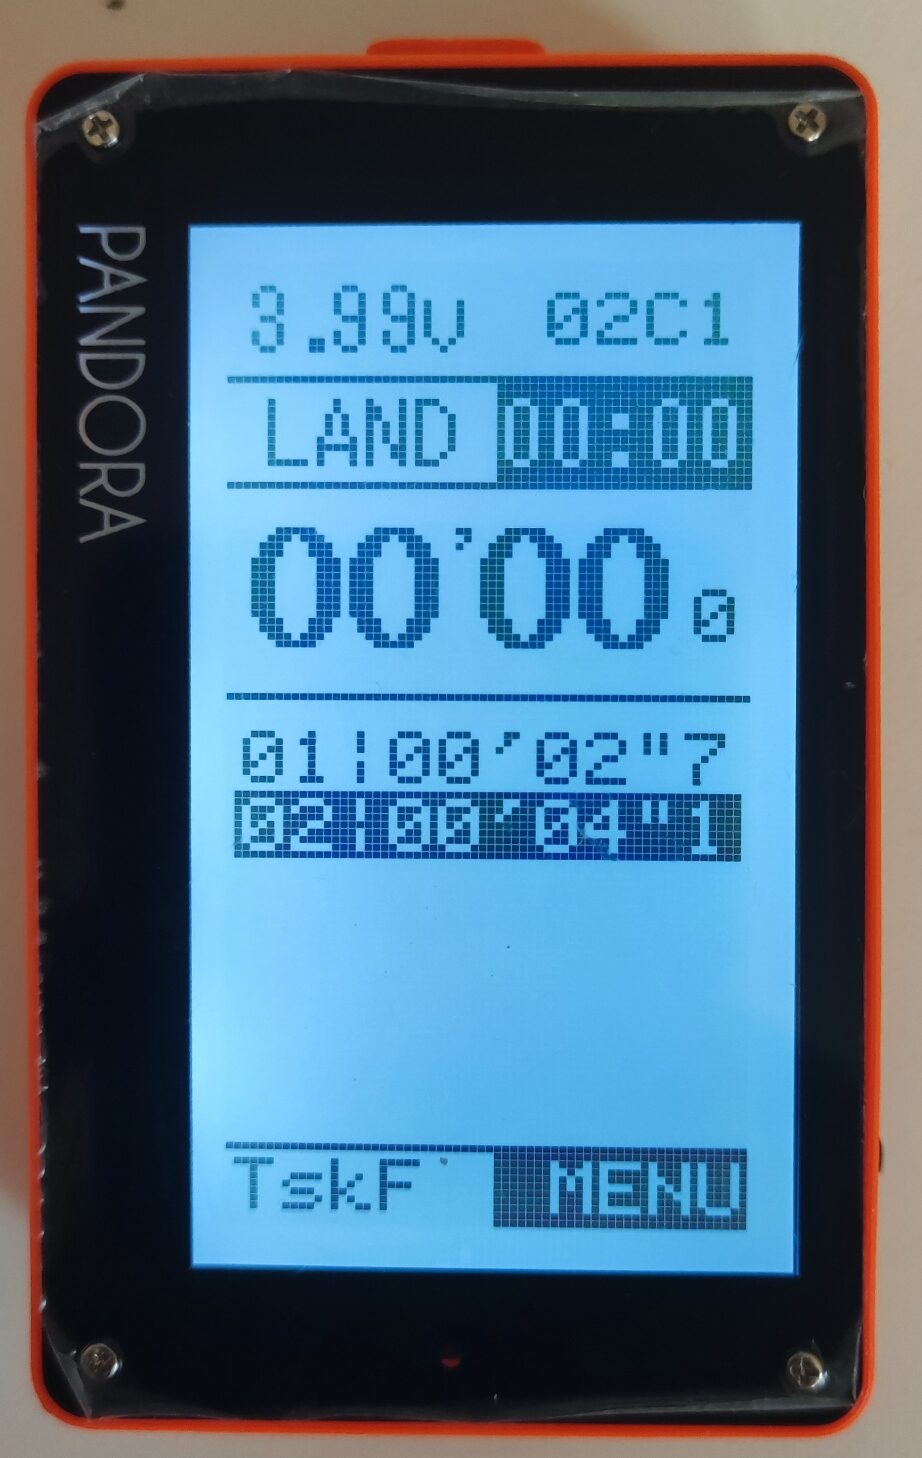 PANDORA
3.99v 02C1
LAND 00:00
00'00 0
01:00'02"7
02:00'04"1
TskF MENU